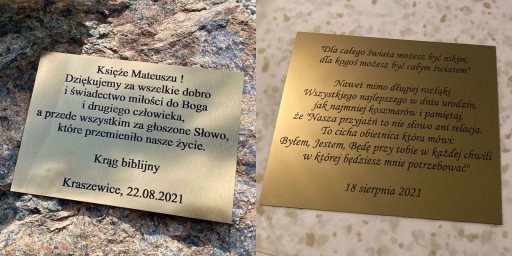 Księże Mateuszu !
Dziękujemy za wszelkie dobro
i świadectwo miłości do Boga
i drugiego człowieka,
a przede wszystkim za głoszone Słowo,
które przemieniło nasze życie.
Krąg biblijny
Kraszewice, 22.08.2021
"Dla całego świata możesz być nikim,
dla kogoś możesz być całym światem"
Nawet mimo długiej rozłąki
Wszystkiego najlepszego w dniu urodzin,
jak najmniej koszmarów i pamiętaj,
że "Nasza przyjaźń to nie słowo ani relacja.
To cicha obietnica która mówi:
Byłem, Jestem, Będę przy tobie w każdej chwili
w której będziesz mnie potrzebować"
18 sierpnia 2021